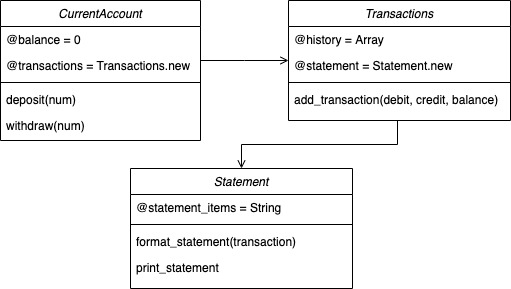 CurrentAccount
@balance = 0
@transactions = Transactions.new
deposit(num)
withdraw(num)
Transactions
@history = Array
@statement = Statement.new
add_transaction(debit, credit, balance)
Statement
@statement_items = String
format_statement(transaction)
print_statement